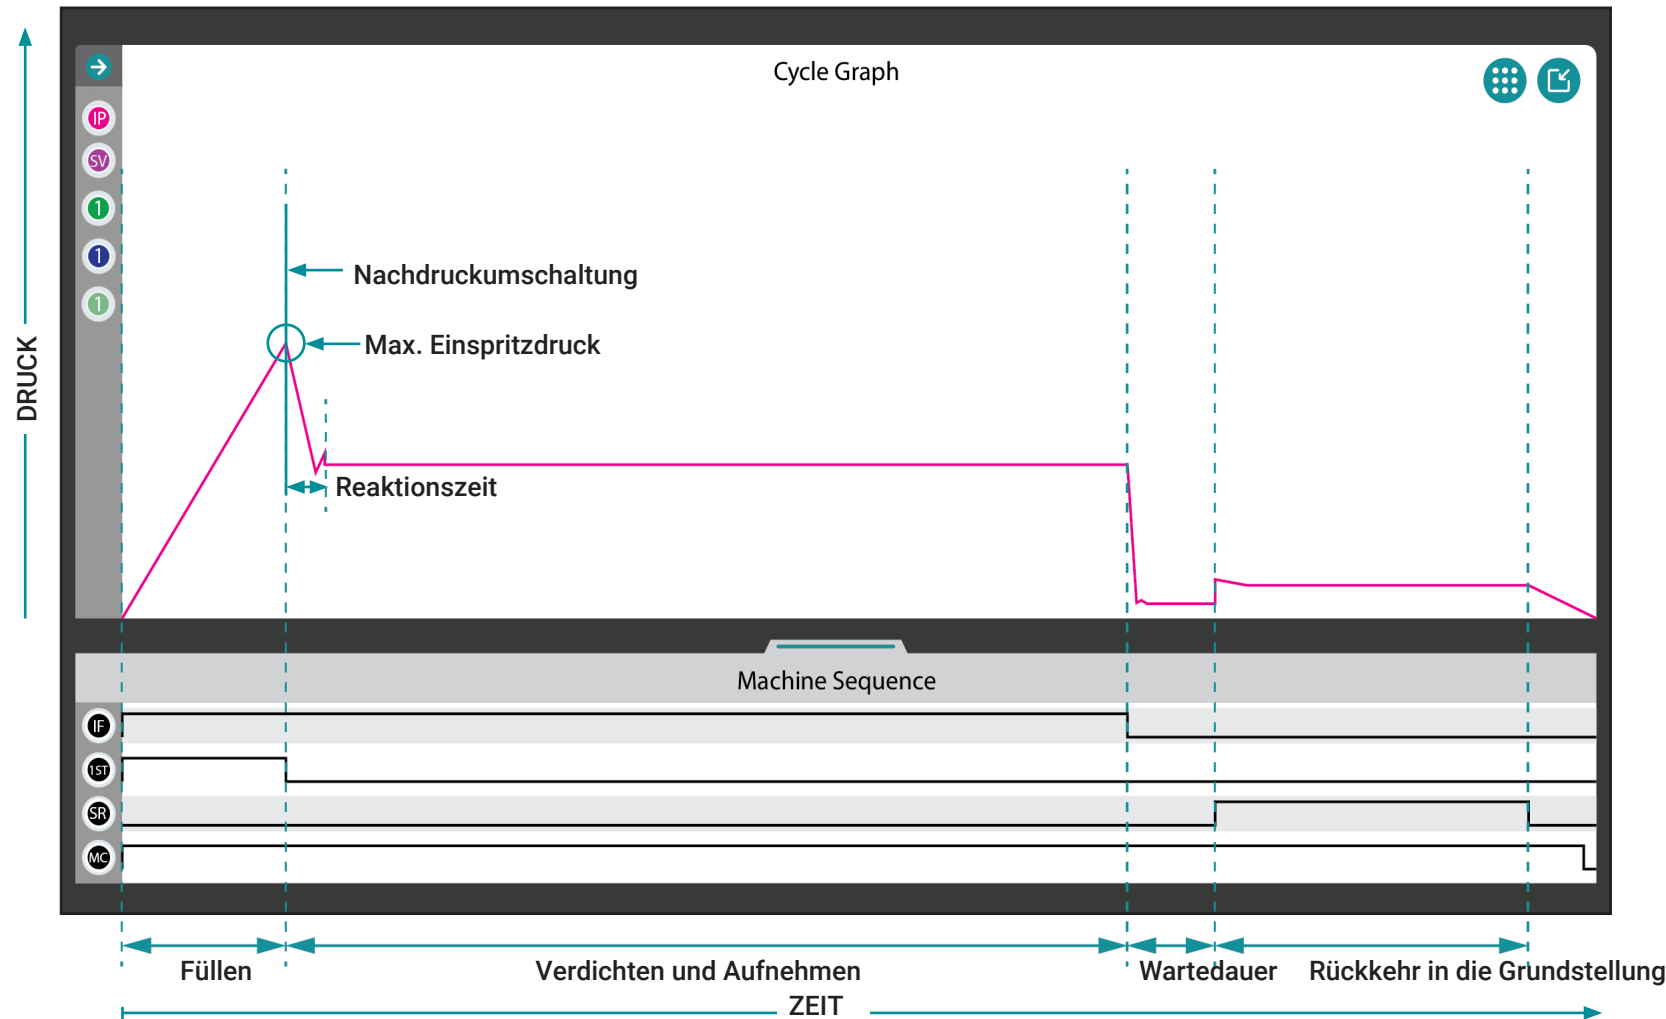 Cycle Graph
IP
SV
1
1
1
DRUCK
Nachdruckumschaltung
Max. Einspritzdruck
Reaktionszeit
Machine Sequence
IF
1ST
SR
MC
Füllen
Verdichten und Aufnehmen
Wartedauer
Rückkehr in die Grundstellung
ZEIT